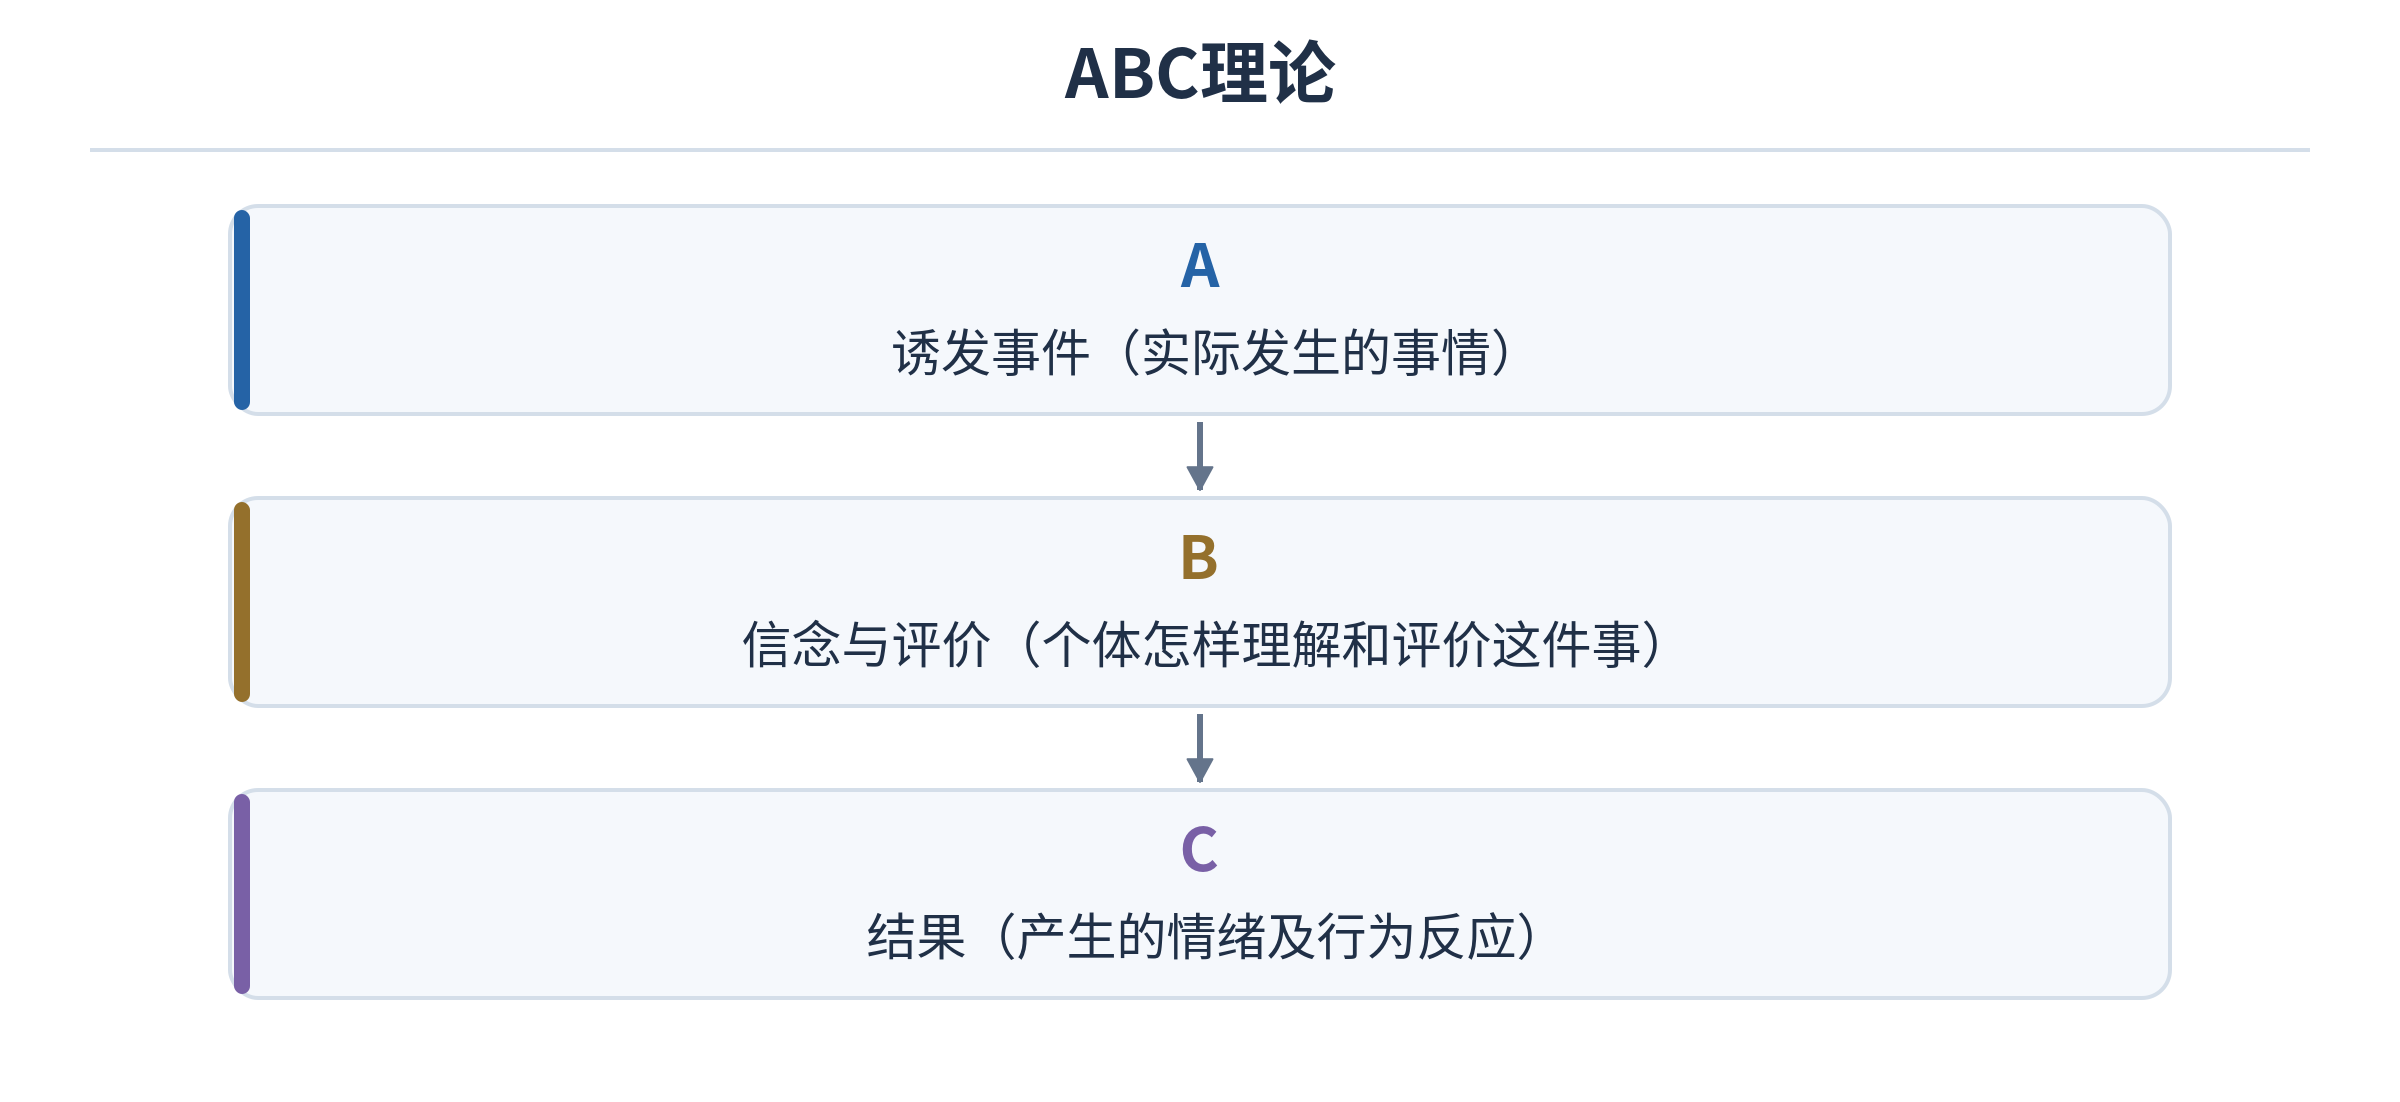 ABC理论
A
诱发事件（实际发生的事情）
B
信念与评价（个体怎样理解和评价这件事）
C
结果（产生的情绪及行为反应）